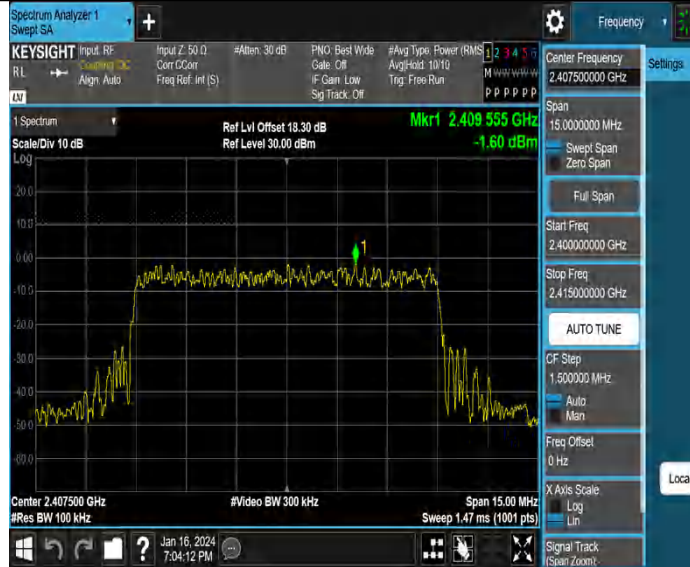 Spectrum Analyzer 1
Swept SA
+
Frequency
KEYSIGHT
RL
Input: RF
Coupling: DC
Align: Auto
Input Z: 50 Ω
Corr CCorr
Freq Ref: Int (S)
#Atten: 30 dB
PNO: Best Wide
Gate: Off
IF Gain: Low
Sig Track: Off
#Avg Type: Power (RMS
Avg|Hold: 10/10
Trig: Free Run
1 2 3 4 5 6
M W W W W W
P P P P P P
LXI
1 Spectrum
Scale/Div 10 dB
Log
Ref Lvl Offset 18.30 dB
Ref Level 30.00 dBm
Mkr1 2.409 555 GHz
-1.60 dBm
20.0
10.0
0.00
-10.0
-20.0
-30.0
-40.0
-50.0
-60.0
1
Center 2.407500 GHz
#Res BW 100 kHz
#Video BW 300 kHz
Span 15.00 MHz
Sweep 1.47 ms (1001 pts)
?
Jan 16, 2024
7:04:12 PM
Center Frequency
2.407500000 GHz
Span
15.0000000 MHz
Swept Span
Zero Span
Full Span
Start Freq
2.400000000 GHz
Stop Freq
2.415000000 GHz
AUTO TUNE
CF Step
1.500000 MHz
Auto
Man
Freq Offset
0 Hz
X Axis Scale
Log
Lin
Signal Track
(Span Zoom)
Settings
Loca